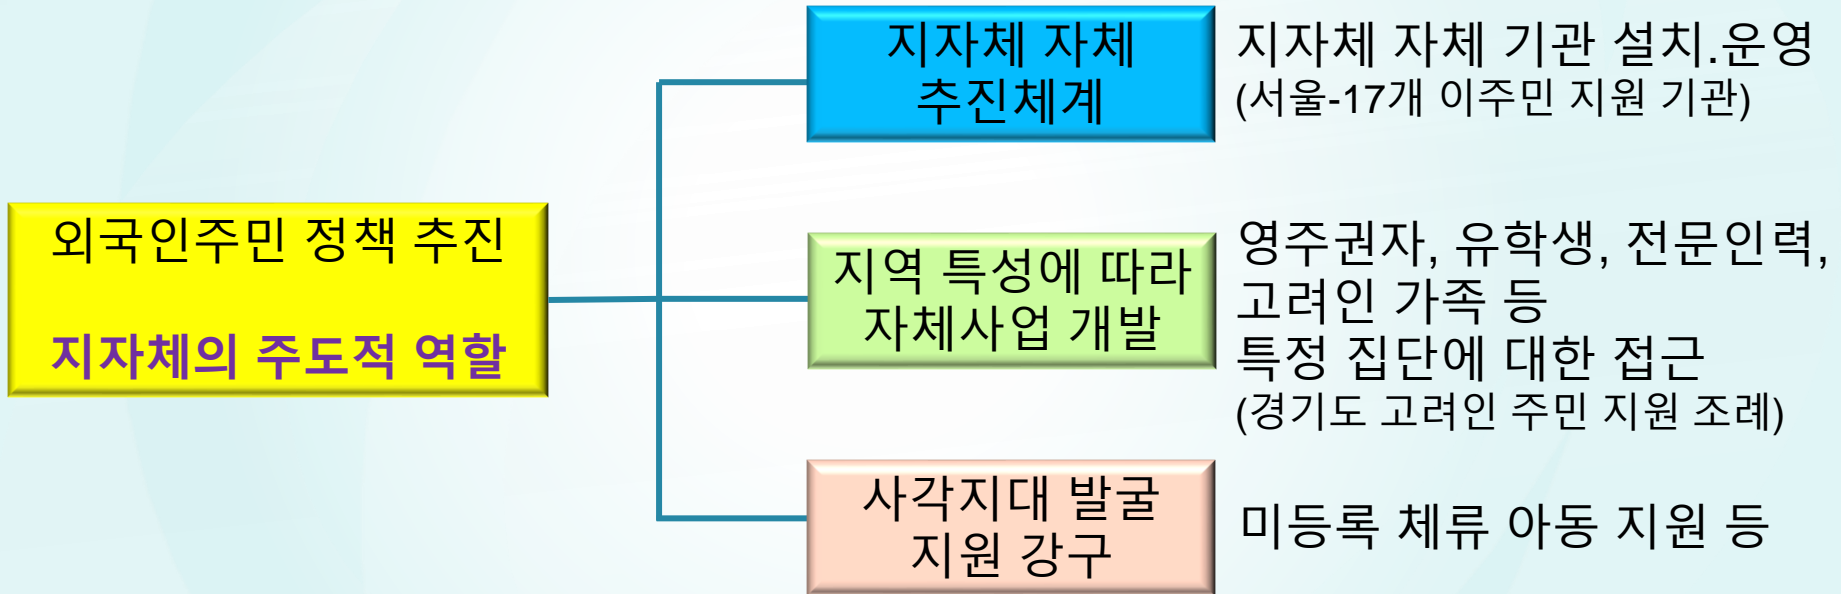 외국인주민 정책 추진
지자체의 주도적 역할
지자체 자체
추진체계
지자체 자체 기관 설치.운영
(서울-17개 이주민 지원 기관)
지역 특성에 따라
자체사업 개발
영주권자, 유학생, 전문인력,
고려인 가족 등
특정 집단에 대한 접근
(경기도 고려인 주민 지원 조례)
사각지대 발굴
지원 강구
미등록 체류 아동 지원 등